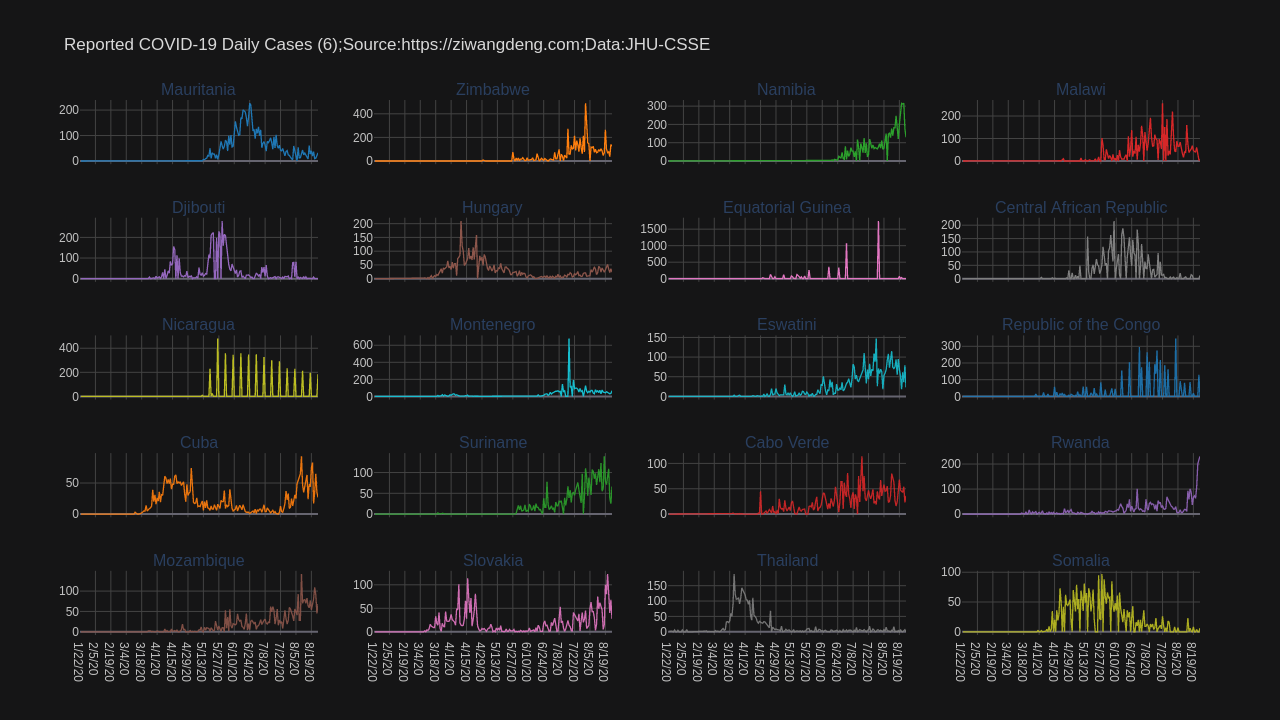 Reported COVID-19 Daily Cases (6);Source:https://ziwangdeng.com;Data:JHU-CSSE
Mauritania Zimbabwe Namibia Malawi
200 100 0
400 200 0
300 200 100 0
200 100 0
Djibouti Hungary Equatorial Guinea Central African Republic
200 100 0
200 150 100 50 0
1500 1000 500 0
200 150 100 50 0
Nicaragua Montenegro Eswatini Republic of the Congo
400 200 0
600 400 200 0
150 100 50 0
300 200 100 0
Cuba Suriname Cabo Verde Rwanda
50 0
100 50 0
100 50 0
200 100 0
Mozambique Slovakia Thailand Somalia
100 50 0
100 50 0
150 100 50 0
100 50 0
1/22/20 2/5/20 2/19/20 3/4/20 3/18/20 4/1/20 4/15/20 4/29/20 5/13/20 5/27/20 6/10/20 6/24/20 7/8/20 7/22/20 8/5/20 8/19/20
1/22/20 2/5/20 2/19/20 3/4/20 3/18/20 4/1/20 4/15/20 4/29/20 5/13/20 5/27/20 6/10/20 6/24/20 7/8/20 7/22/20 8/5/20 8/19/20
1/22/20 2/5/20 2/19/20 3/4/20 3/18/20 4/1/20 4/15/20 4/29/20 5/13/20 5/27/20 6/10/20 6/24/20 7/8/20 7/22/20 8/5/20 8/19/20
1/22/20 2/5/20 2/19/20 3/4/20 3/18/20 4/1/20 4/15/20 4/29/20 5/13/20 5/27/20 6/10/20 6/24/20 7/8/20 7/22/20 8/5/20 8/19/20